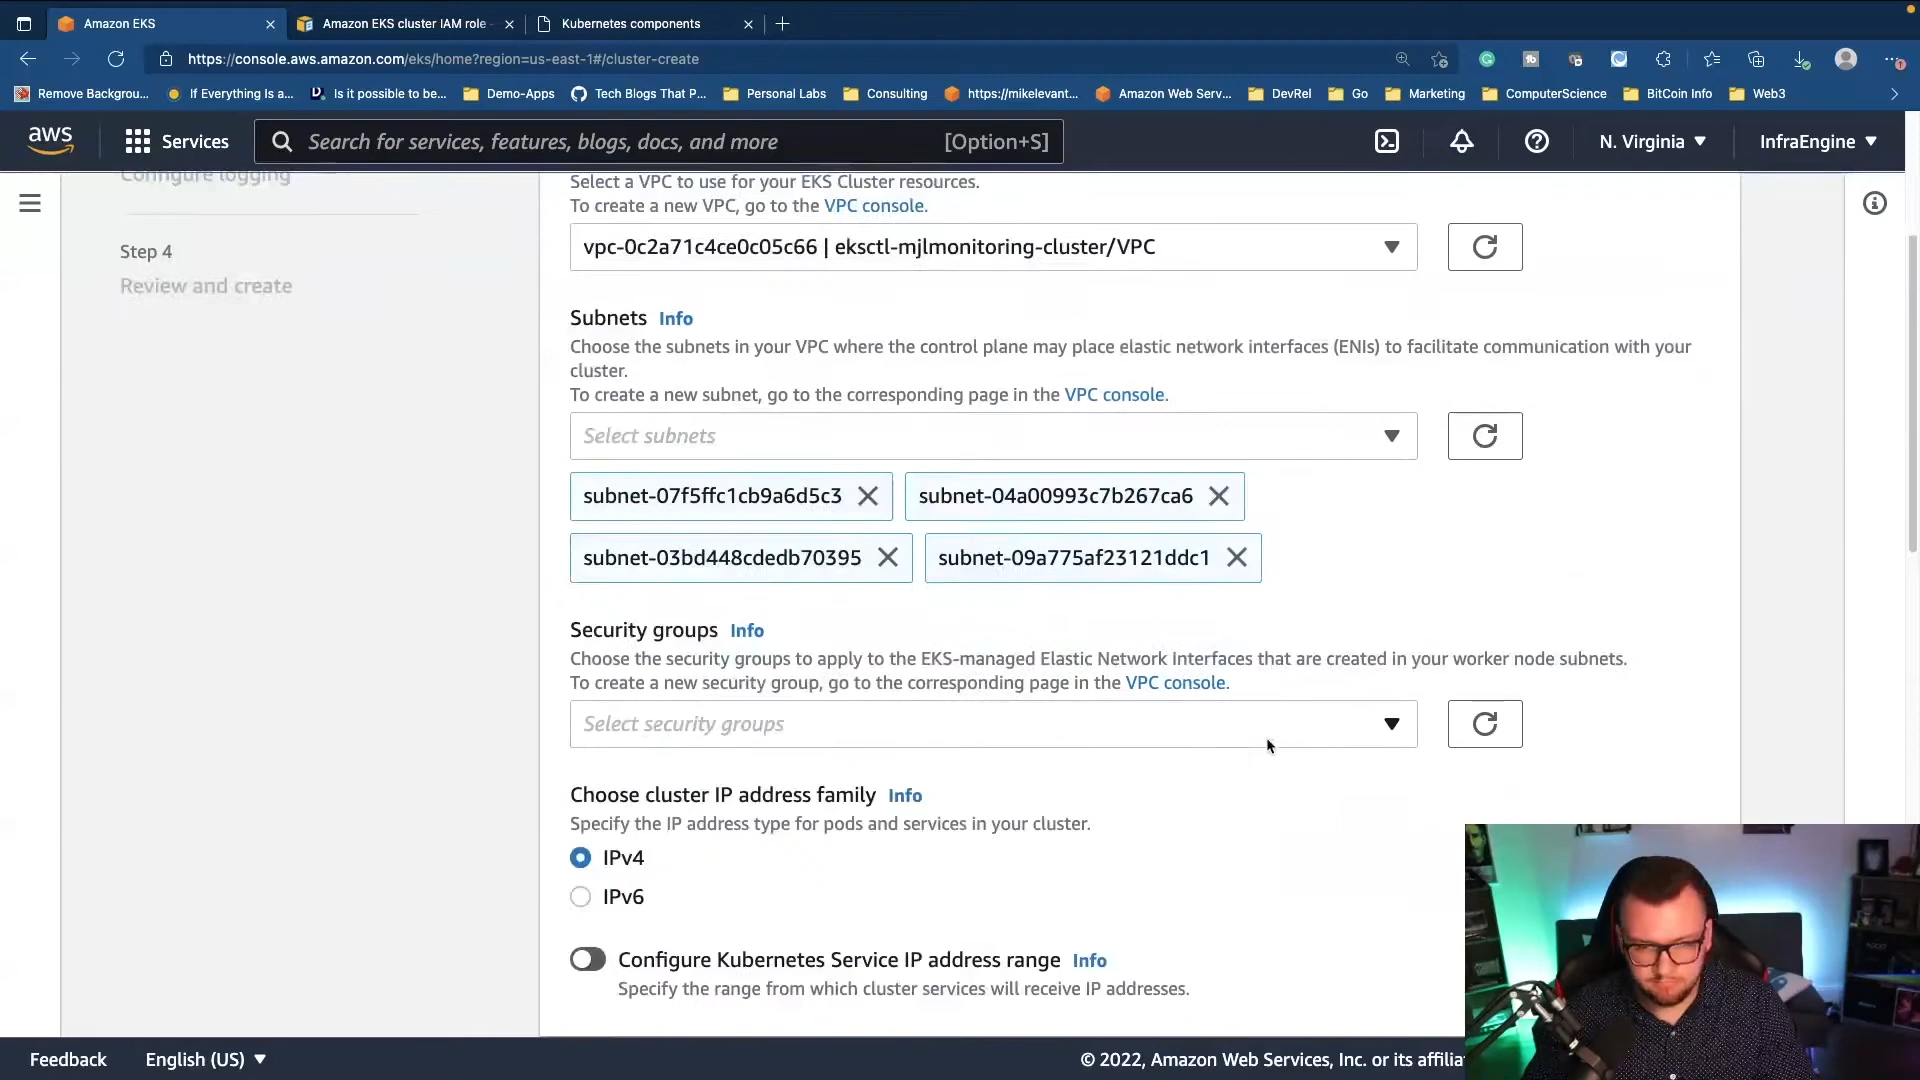 Amazon EKS
Amazon EKS cluster IAM role -
Kubernetes components
https://console.aws.amazon.com/eks/home?region=us-east-1#/cluster-create
Remove Backgrou...
If Everything Is a...
Is it possible to be...
Demo-Apps
Tech Blogs That P...
Personal Labs
Consulting
https://mikelevant...
Amazon Web Serv...
DevRel
Go
Marketing
ComputerScience
BitCoin Info
Web3
aws
Services
Search for services, features, blogs, docs, and more
[Option+S]
N. Virginia
InfraEngine
Configure logging
Step 4
Review and create
Select a VPC to use for your EKS Cluster resources.
To create a new VPC, go to the VPC console.
vpc-0c2a71c4ce0c05c66 | eksctl-mjlmonitoring-cluster/VPC
Subnets Info
Choose the subnets in your VPC where the control plane may place elastic network interfaces (ENIs) to facilitate communication with your
cluster.
To create a new subnet, go to the corresponding page in the VPC console.
Select subnets
subnet-07f5ffc1cb9a6d5c3
subnet-04a00993c7b267ca6
subnet-03bd448cdedb70395
subnet-09a775af23121ddc1
Security groups Info
Choose the security groups to apply to the EKS-managed Elastic Network Interfaces that are created in your worker node subnets.
To create a new security group, go to the corresponding page in the VPC console.
Select security groups
Choose cluster IP address family Info
Specify the IP address type for pods and services in your cluster.
IPv4
IPv6
Configure Kubernetes Service IP address range Info
Specify the range from which cluster services will receive IP addresses.
Feedback
English (US)
© 2022, Amazon Web Services, Inc. or its affilia